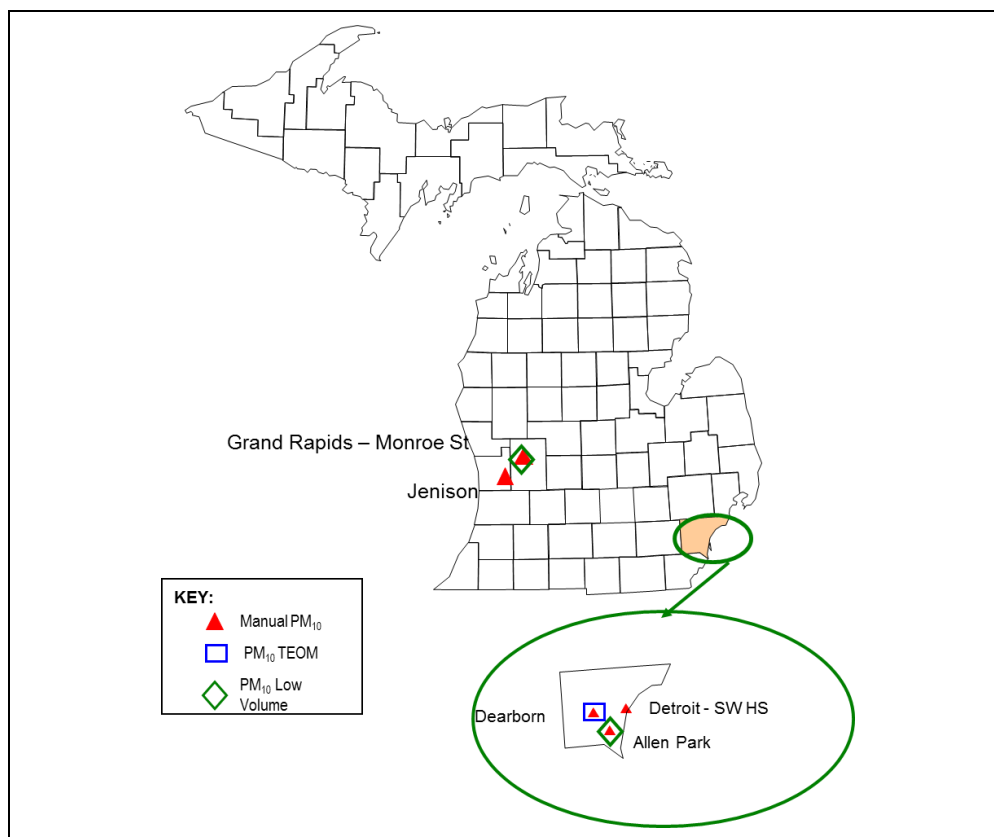 Grand Rapids – Monroe St
Jenison
KEY:
Manual PM₁₀
PM₁₀ TEOM
PM₁₀ Low
Volume
Dearborn
Detroit - SW HS
Allen Park